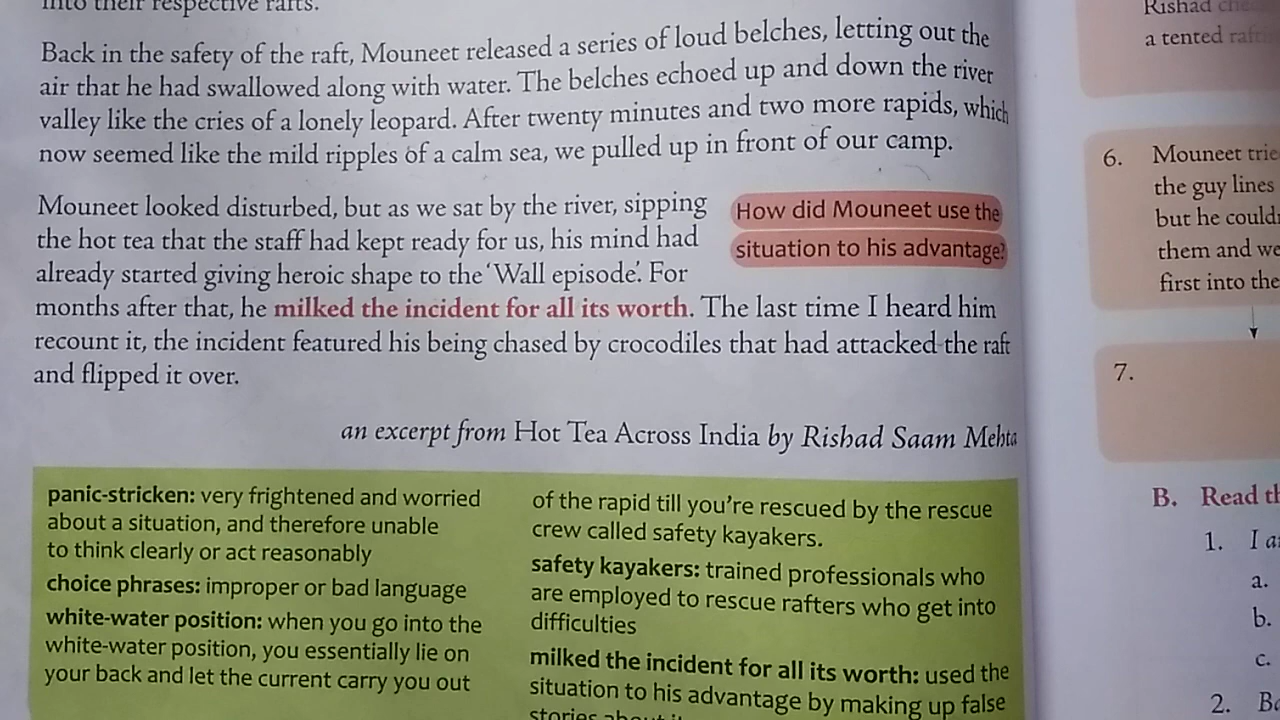 into their respective rafts.
Back in the safety of the raft, Mouneet released a series of loud belches, letting out the
air that he had swallowed along with water. The belches echoed up and down the river
valley like the cries of a lonely leopard. After twenty minutes and two more rapids, which
now seemed like the mild ripples of a calm sea, we pulled up in front of our camp.
Mouneet looked disturbed, but as we sat by the river, sipping
the hot tea that the staff had kept ready for us, his mind had
already started giving heroic shape to the 'Wall episode'. For
months after that, he milked the incident for all its worth. The last time I heard him
recount it, the incident featured his being chased by crocodiles that had attacked the raft
and flipped it over.
How did Mouneet use the
situation to his advantage?
an excerpt from Hot Tea Across India by Rishad Saam Mehta
panic-stricken: very frightened and worried
about a situation, and therefore unable
to think clearly or act reasonably
choice phrases: improper or bad language
white-water position: when you go into the
white-water position, you essentially lie on
your back and let the current carry you out
of the rapid till you're rescued by the rescue
crew called safety kayakers.
safety kayakers: trained professionals who
are employed to rescue rafters who get into
difficulties
milked the incident for all its worth: used the
situation to his advantage by making up false
stories about it
Rishad
a tented
6. Mouneet
the guy lines
but he
them and
first into the
7.
B. Read
1. I
a.
b.
c.
2.